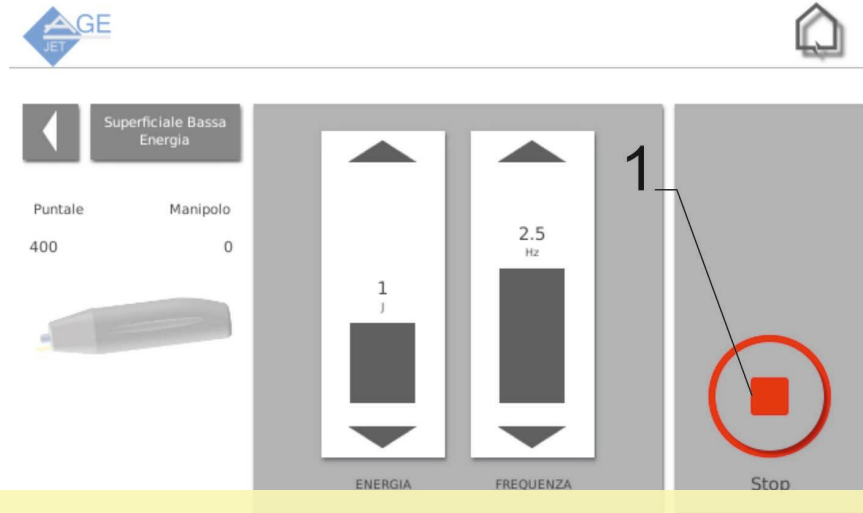 AGE
JET
Superficiale Bassa
Energia
Puntale Manipolo
400 0
1
J
ENERGIA
2.5
Hz
FREQUENZA
1
Stop